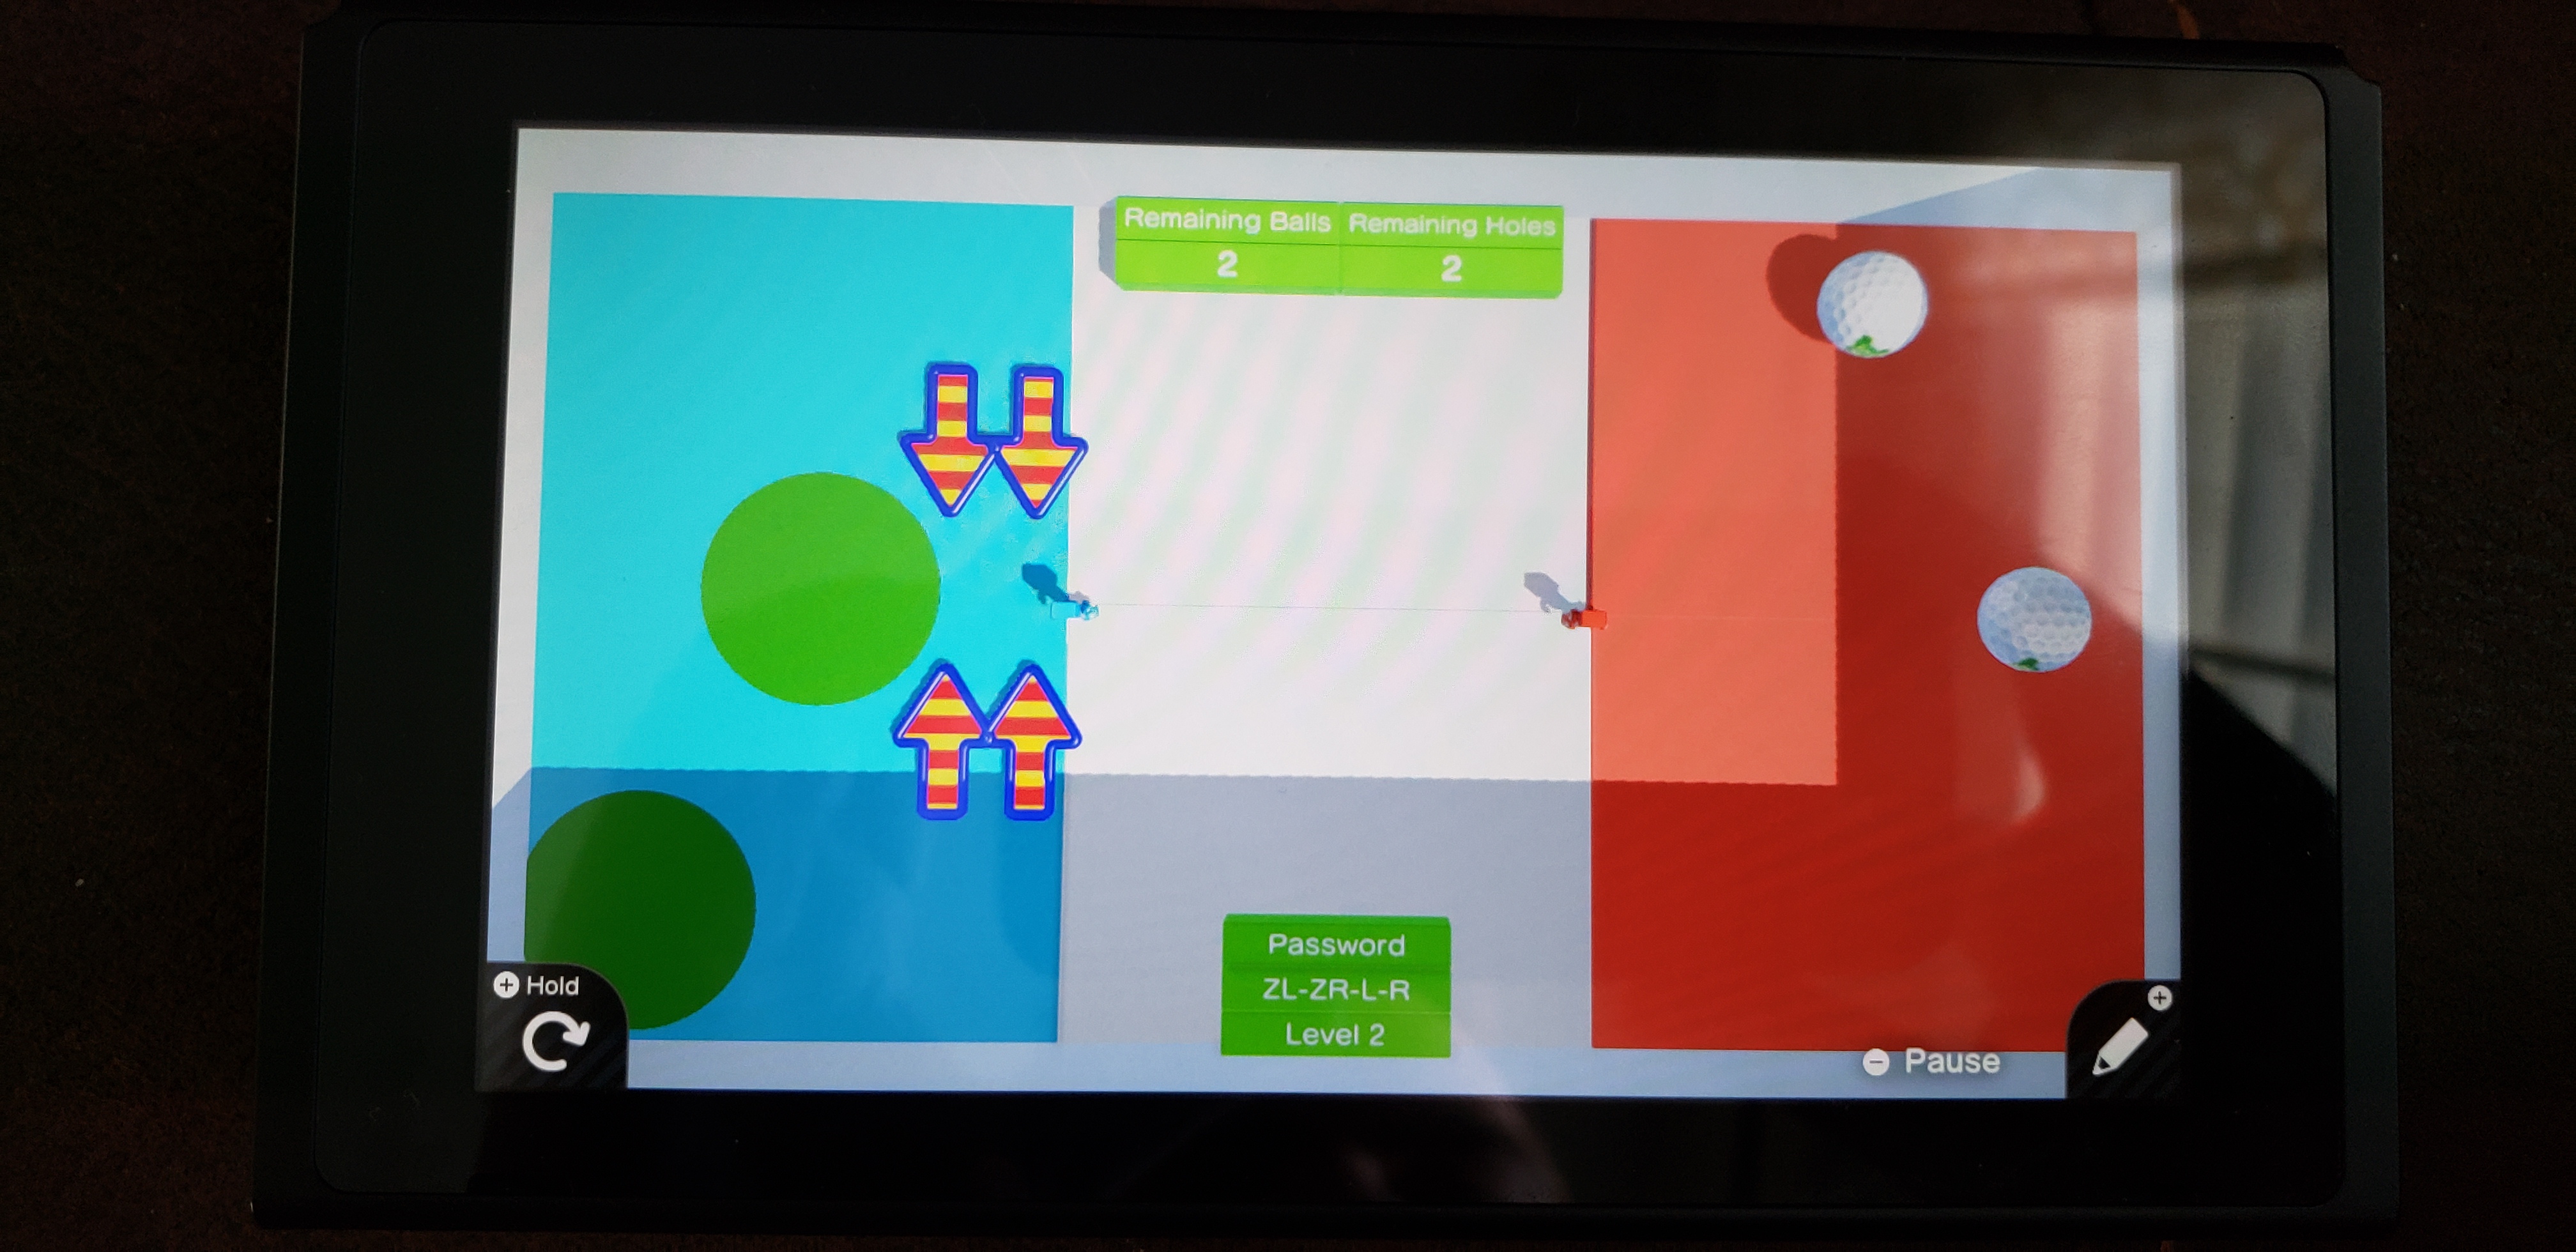 Remaining Balls Remaining Holes
2 2
Password
ZL-ZR-L-R
Level 2
Hold
Pause